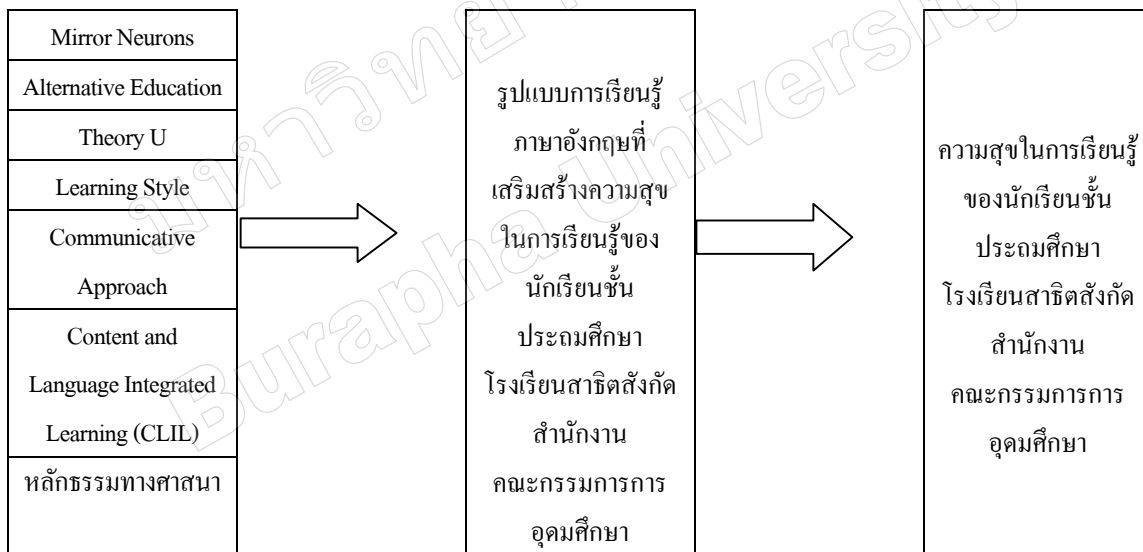 Mirror Neurons
Alternative Education
Theory U
Learning Style
Communicative
Approach
Content and
Language Integrated
Learning (CLIL)
หลักธรรมทางศาสนา
รูปแบบการเรียนรู้
ภาษาอังกฤษที่
เสริมสร้างความสุข
ในการเรียนรู้ของ
นักเรียนชั้น
ประถมศึกษา
โรงเรียนสาธิตสังกัด
สำนักงาน
คณะกรรมการการ
อุดมศึกษา
ความสุขในการเรียนรู้
ของนักเรียนชั้น
ประถมศึกษา
โรงเรียนสาธิตสังกัด
สำนักงาน
คณะกรรมการการ
อุดมศึกษา
Burapha University